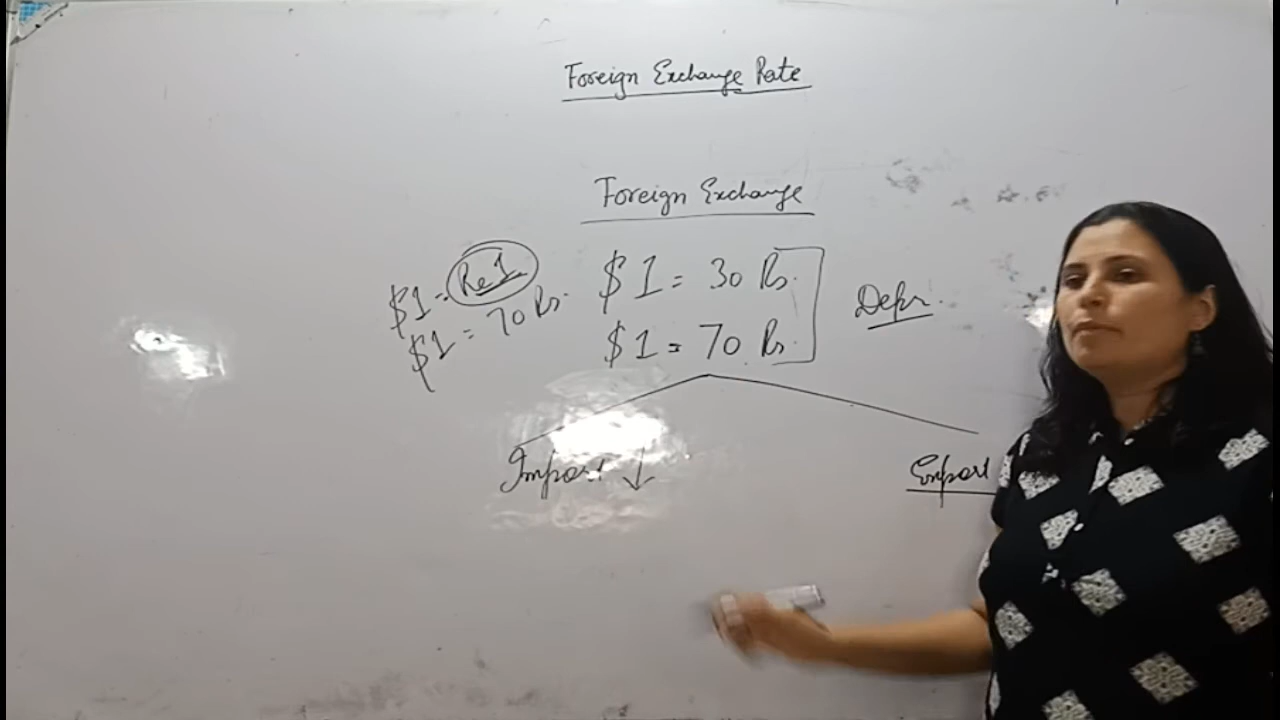 Foreign Exchange Rate
Foreign Exchange
$1 = Re 1
$1 = 70 Rs.
$1 = 30 Rs.
$1 = 70 Rs.
Depr.
Import ↓
Export